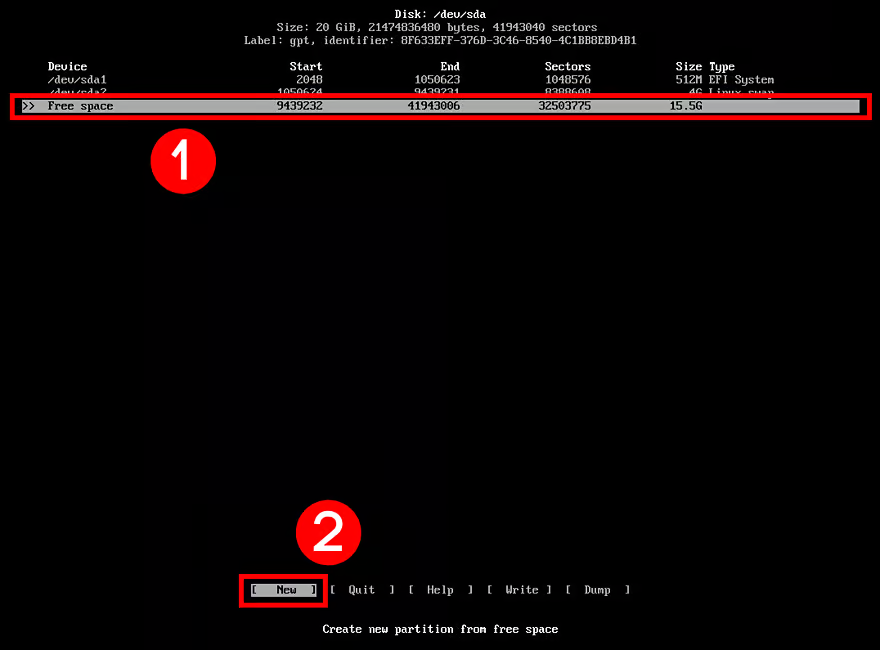 Disk: /dev/sda
Size: 20 GiB, 21474836480 bytes, 41943040 sectors
Label: gpt, identifier: 8F633EFF-376D-3C46-8540-4C1BB8EBD4B1
Device Start End Sectors Size Type
/dev/sda1 2048 1050623 1048576 512M EFI System
/dev/sda2 1050624 9439231 8388608 4G Linux swap
>> Free space 9439232 41943006 32503775 15.5G
1
2
[ New ] [ Quit ] [ Help ] [ Write ] [ Dump ]
Create new partition from free space